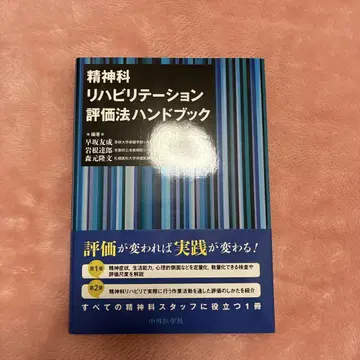 精神科
リハビリテーション
評価法ハンドブック
■編著■
早坂友成
岩根達郎
森元隆文
評価が変われば実践が変わる!
第1章
精神症状、生活能力、心理的側面などを定量化、数量化できる検査や
評価尺度を解説
第2章
精神科リハビリで実際に行う作業活動を通した評価のしかたを紹介
すべての精神科スタッフに役立つ1冊
中外医学社